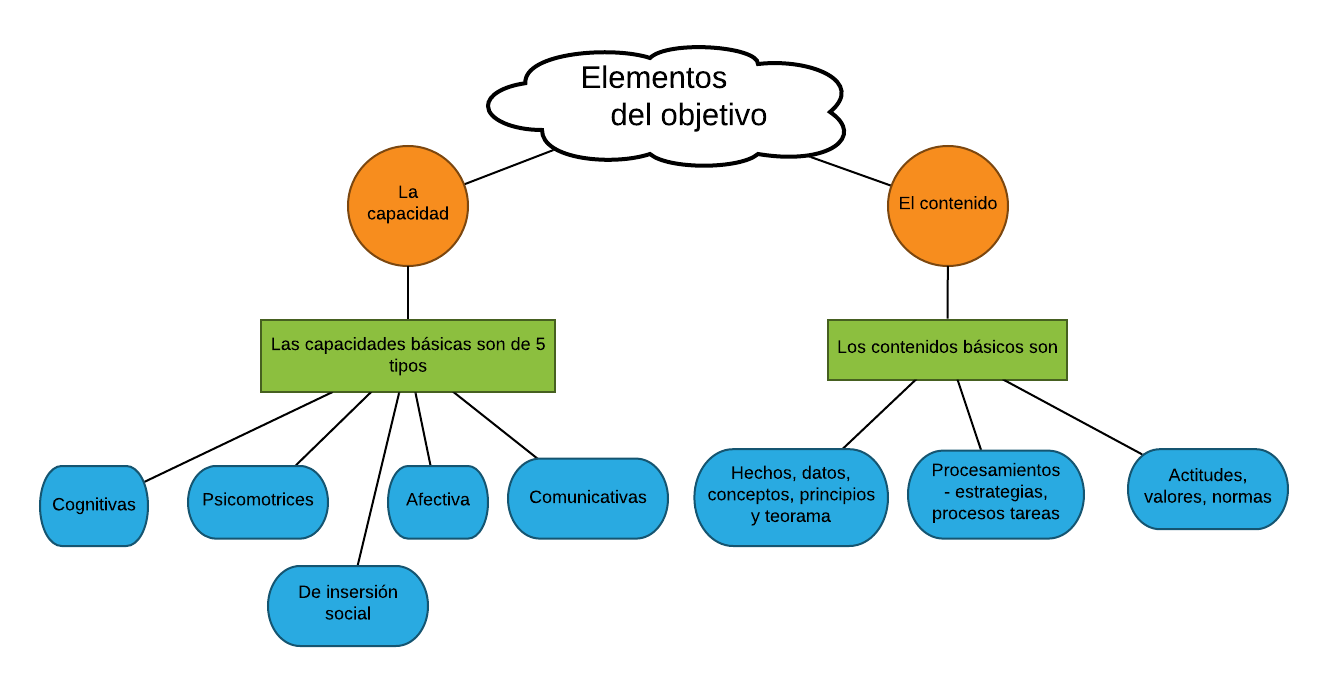 Elementos
del objetivo
La
capacidad
El contenido
Las capacidades básicas son de 5
tipos
Los contenidos básicos son
Cognitivas
Psicomotrices
Afectiva
Comunicativas
De insersión
social
Hechos, datos,
conceptos, principios
y teorama
Procesamientos
- estrategias,
procesos tareas
Actitudes,
valores, normas